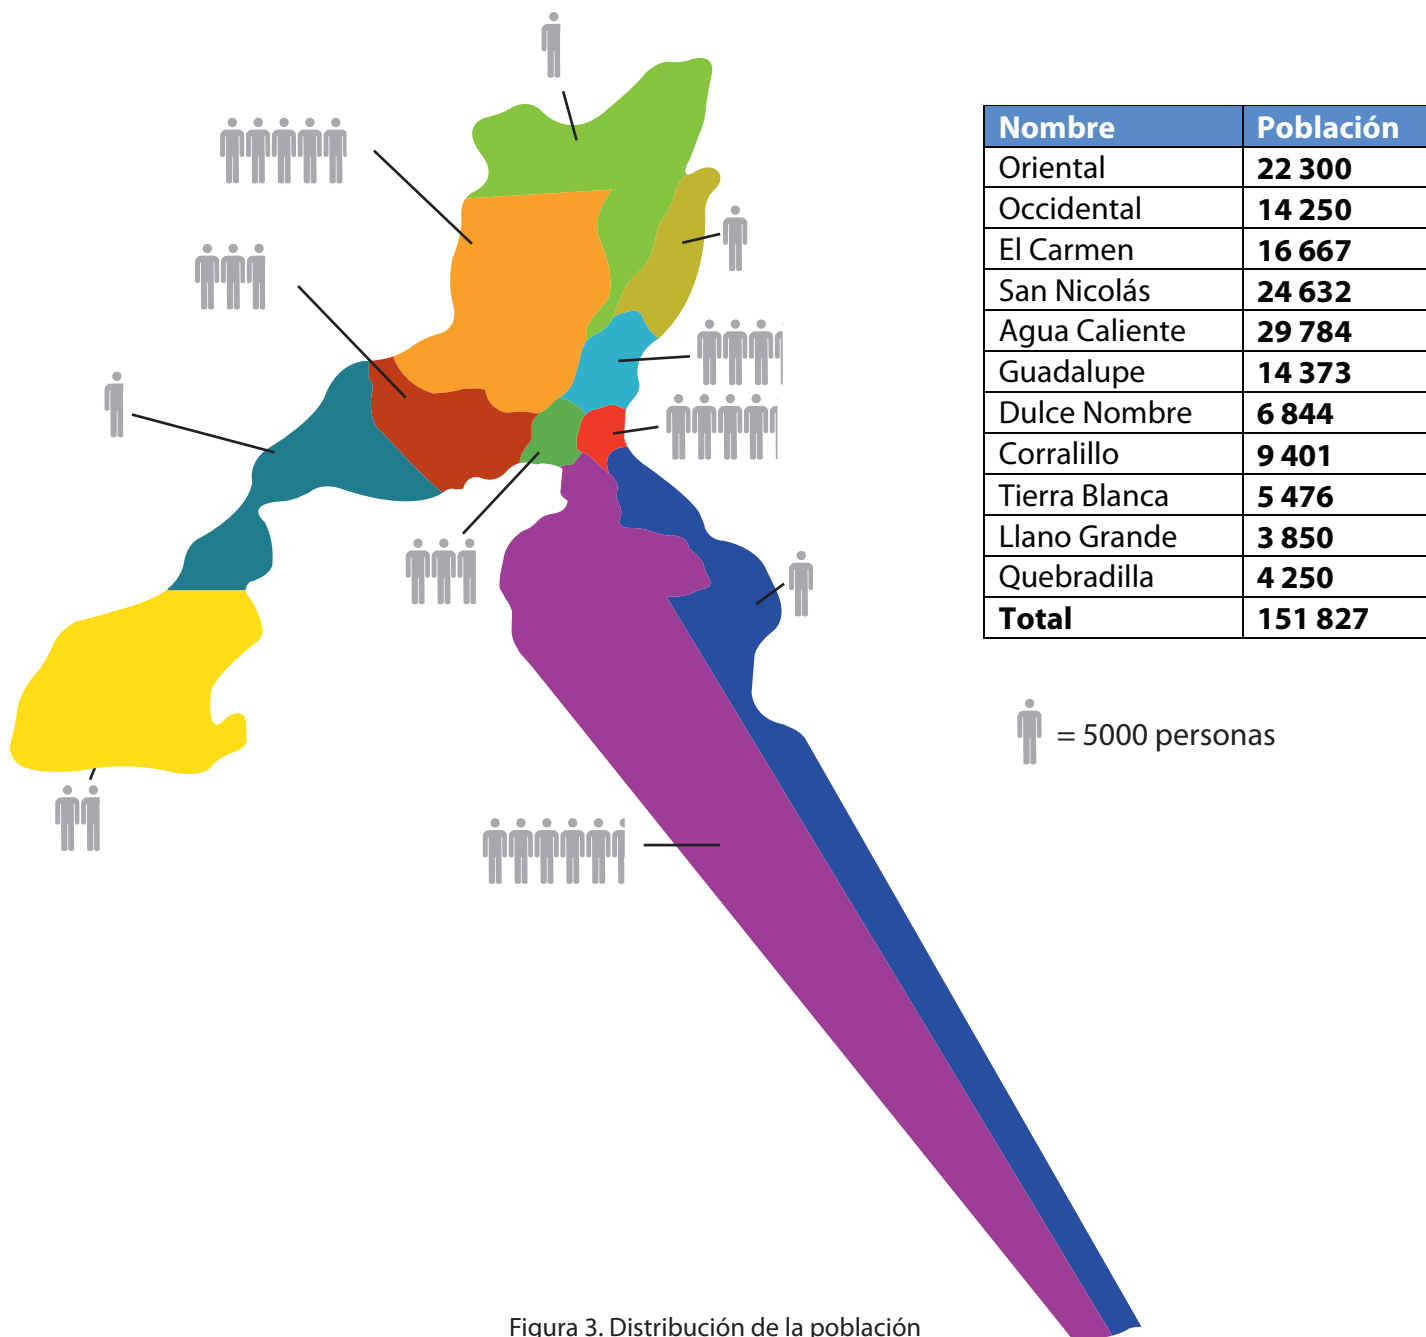 Nombre Población
Oriental 22 300
Occidental 14 250
El Carmen 16 667
San Nicolás 24 632
Agua Caliente 29 784
Guadalupe 14 373
Dulce Nombre 6 844
Corralillo 9 401
Tierra Blanca 5 476
Llano Grande 3 850
Quebradilla 4 250
Total 151 827
= 5000 personas
Figura 3. Distribución de la población